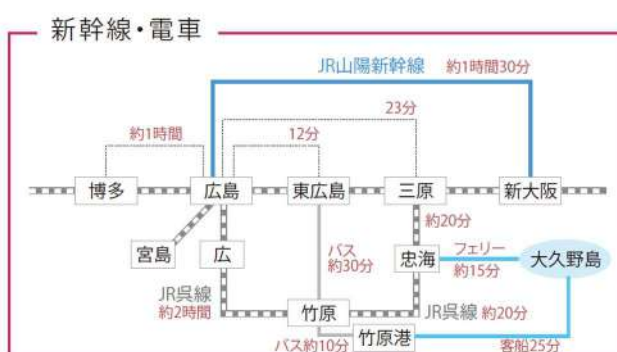 新幹線・電車
JR山陽新幹線 約1時間30分
23分
約1時間
12分
博多
広島
東広島
三原
新大阪
約20分
宮島
広
バス
約30分
忠海
フェリー
約15分
大久野島
JR呉線
約2時間
竹原
JR呉線 約20分
竹原港
バス約10分
客船25分